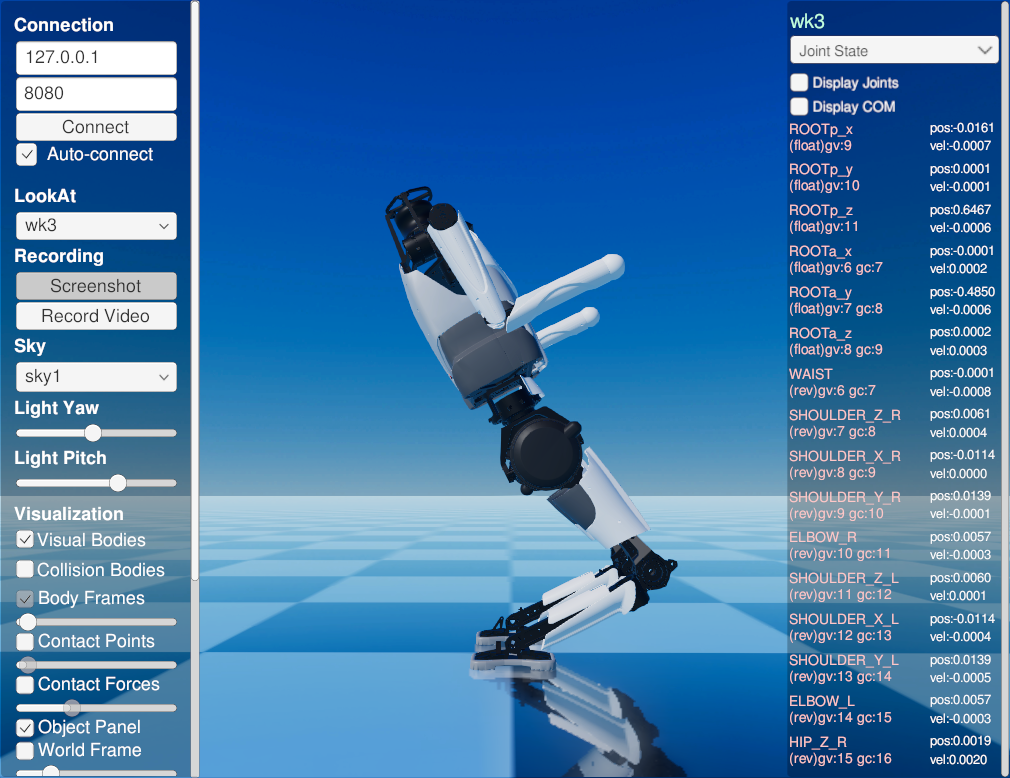 Connection
127.0.0.1
8080
Connect
Auto-connect
LookAt
wk3
Recording
Screenshot
Record Video
Sky
sky1
Light Yaw
Light Pitch
Visualization
Visual Bodies
Collision Bodies
Body Frames
Contact Points
Contact Forces
Object Panel
World Frame
wk3
Joint State
Display Joints
Display COM
ROOTp_x pos:-0.0161
(float)gv:9 vel:-0.0007
ROOTp_y pos:0.0001
(float)gv:10 vel:-0.0001
ROOTp_z pos:0.6467
(float)gv:11 vel:-0.0006
ROOTa_x pos:-0.0001
(float)gv:6 gc:7 vel:0.0002
ROOTa_y pos:-0.4850
(float)gv:7 gc:8 vel:-0.0006
ROOTa_z pos:0.0002
(float)gv:8 gc:9 vel:0.0003
WAIST pos:-0.0001
(rev)gv:6 gc:7 vel:-0.0008
SHOULDER_Z_R pos:0.0061
(rev)gv:7 gc:8 vel:0.0004
SHOULDER_X_R pos:-0.0114
(rev)gv:8 gc:9 vel:0.0000
SHOULDER_Y_R pos:0.0139
(rev)gv:9 gc:10 vel:-0.0001
ELBOW_R pos:0.0057
(rev)gv:10 gc:11 vel:-0.0003
SHOULDER_Z_L pos:0.0060
(rev)gv:11 gc:12 vel:0.0001
SHOULDER_X_L pos:-0.0114
(rev)gv:12 gc:13 vel:-0.0004
SHOULDER_Y_L pos:0.0139
(rev)gv:13 gc:14 vel:-0.0005
ELBOW_L pos:0.0057
(rev)gv:14 gc:15 vel:-0.0003
HIP_Z_R pos:0.0019
(rev)gv:15 gc:16 vel:0.0020